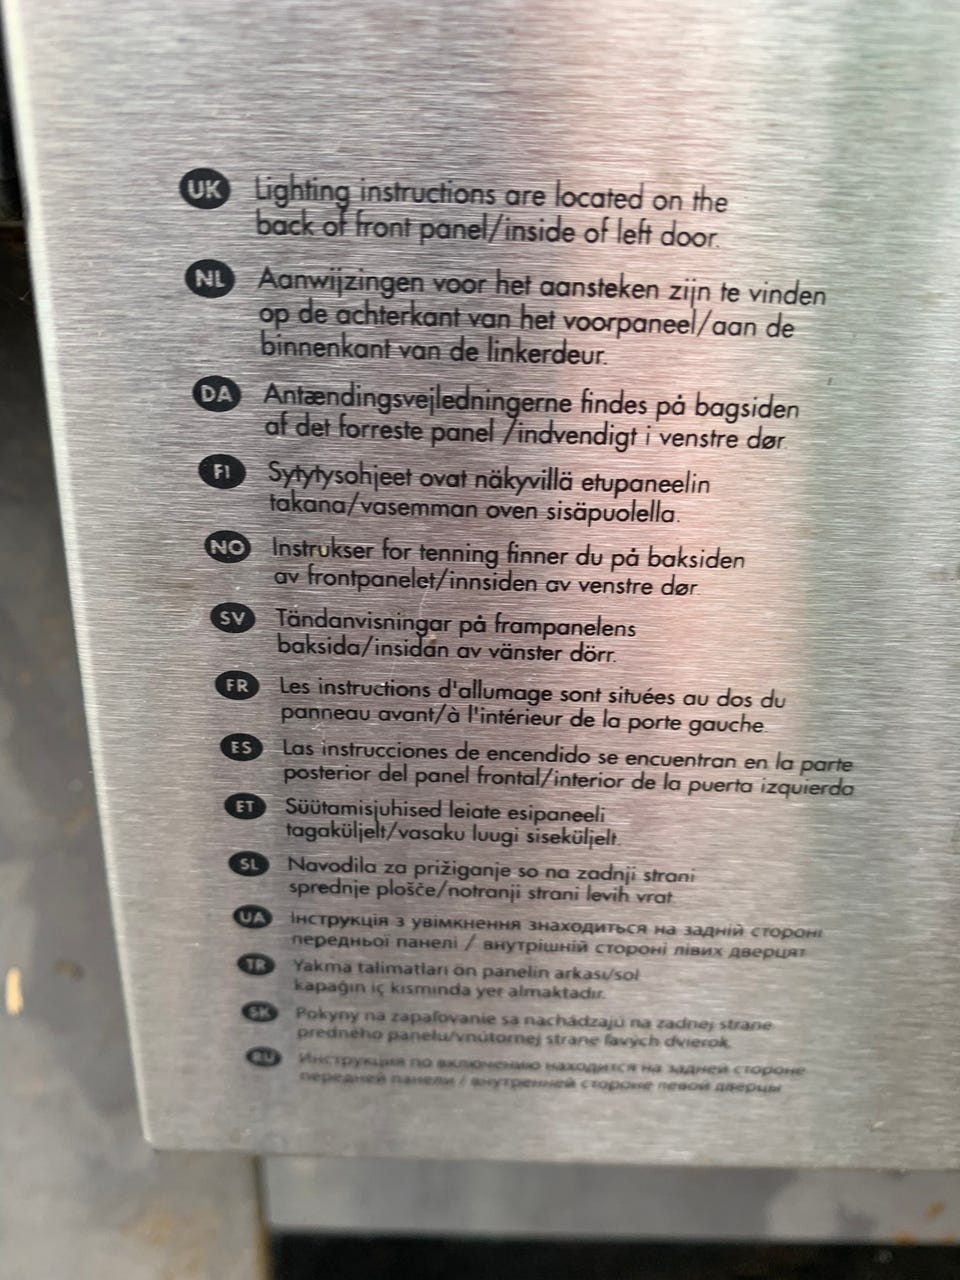 UK Lighting instructions are located on the
back of front panel/inside of left door.
NL Aanwijzingen voor het aansteken zijn te vinden
op de achterkant van het voorpaneel/aan de
binnenkant van de linkerdeur.
DA Antændingsvejledningerne findes på bagsiden
af det forreste panel /indvendigt i venstre dør.
FI Sytytysohjeet ovat näkyvillä etupaneelin
takana/vasemman oven sisäpuolella.
NO Instrukser for tenning finner du på baksiden
av frontpanelet/innsiden av venstre dør.
SV Tändanvisningar på frampanelens
baksida/insidan av vänster dörr.
FR Les instructions d'allumage sont situées au dos du
panneau avant/à l'intérieur de la porte gauche.
ES Las instrucciones de encendido se encuentran en la parte
posterior del panel frontal/interior de la puerta izquierda
ET Süütamisjuhised leiate esipaneeli
tagaküljelt/vasaku luugi siseküljelt.
SL Navodila za prižiganje so na zadnji strani
sprednje plošče/notranji strani levih vrat.
UA Інструкція з увімкнення знаходиться на задній стороні
передньої панелі / внутрішній стороні лівих дверцят
TR Yakma talimatları ön panelin arkası/sol
kapağın iç kısmında yer almaktadır.
SK Pokyny na zapaľovanie sa nachádzajú na zadnej strane
predného panelu/vnútornej strane ľavých dvierok.
RU Инструкция по включению находится на задней стороне
передней панели / внутренней стороне левой дверцы